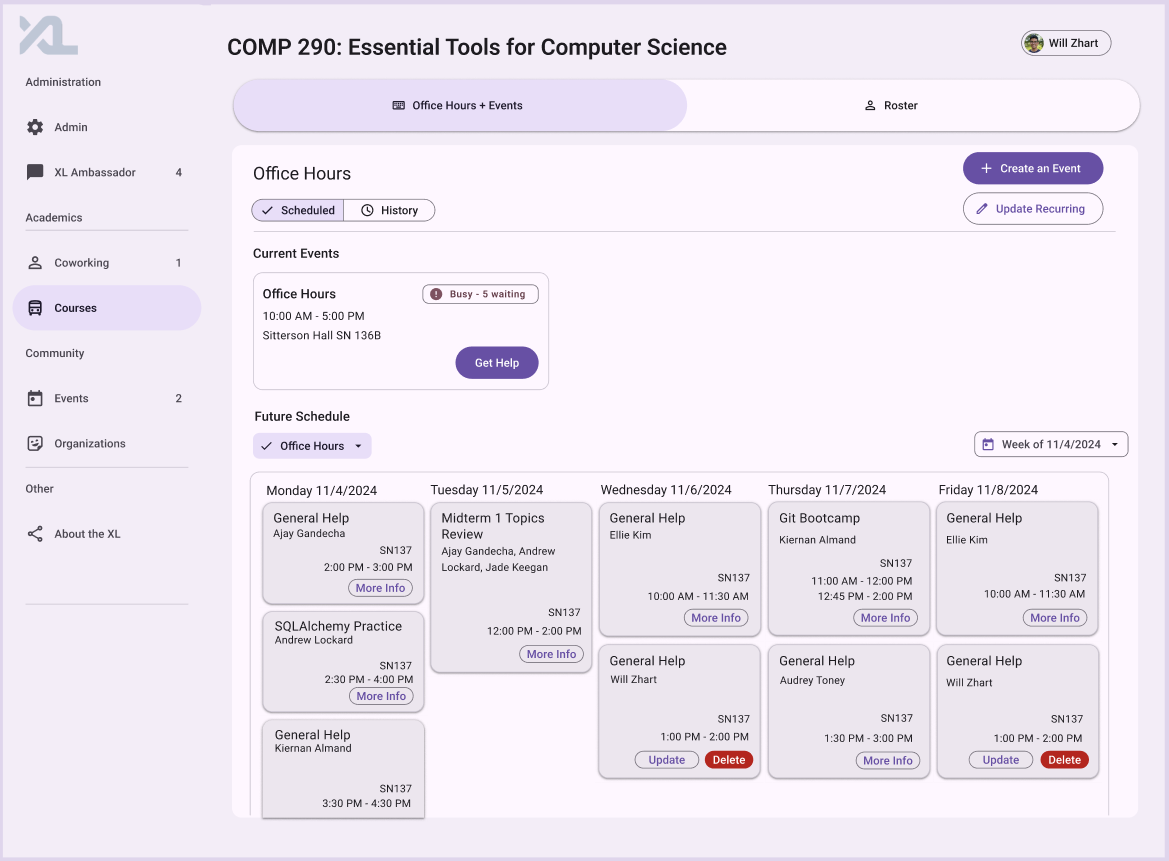 XL
COMP 290: Essential Tools for Computer Science
Will Zhart
Administration
Admin
XL Ambassador 4
Academics
Coworking 1
Courses
Community
Events 2
Organizations
Other
About the XL
Office Hours + Events
Roster
Office Hours
Create an Event
Scheduled
History
Update Recurring
Current Events
Office Hours
Busy - 5 waiting
10:00 AM - 5:00 PM
Sitterson Hall SN 136B
Get Help
Future Schedule
Office Hours
Week of 11/4/2024
Monday 11/4/2024
General Help
Ajay Gandecha
SN137
2:00 PM - 3:00 PM
More Info
SQLAlchemy Practice
Andrew Lockard
SN137
2:30 PM - 4:00 PM
More Info
General Help
Kiernan Almand
SN137
3:30 PM - 4:30 PM
Tuesday 11/5/2024
Midterm 1 Topics
Review
Ajay Gandecha, Andrew
Lockard, Jade Keegan
SN137
12:00 PM - 2:00 PM
More Info
Wednesday 11/6/2024
General Help
Ellie Kim
SN137
10:00 AM - 11:30 AM
More Info
General Help
Will Zhart
SN137
1:00 PM - 2:00 PM
Update
Delete
Thursday 11/7/2024
Git Bootcamp
Kiernan Almand
SN137
11:00 AM - 12:00 PM
12:45 PM - 2:00 PM
More Info
General Help
Audrey Toney
SN137
1:30 PM - 3:00 PM
More Info
Friday 11/8/2024
General Help
Ellie Kim
SN137
10:00 AM - 11:30 AM
More Info
General Help
Will Zhart
SN137
1:00 PM - 2:00 PM
Update
Delete